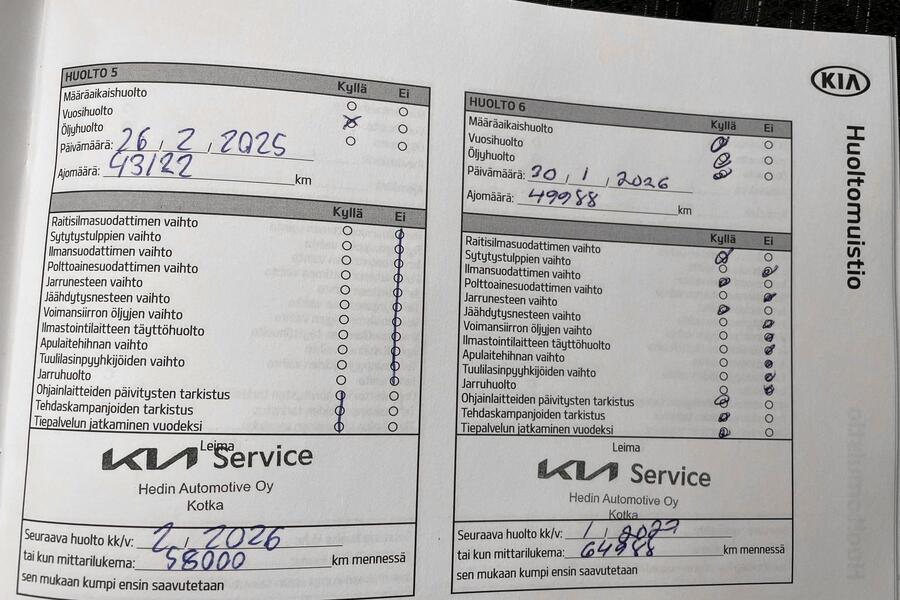 KIA
Huoltomuistio
HUOLTO 5
Kyllä Ei
Määräaikaishuolto
Vuosihuolto
Öljyhuolto
Päivämäärä: 26 / 2 / 2025
Ajomäärä: 43122 km
Kyllä Ei
Raitisilmasuodattimen vaihto
Sytytystulppien vaihto
Ilmansuodattimen vaihto
Polttoainesuodattimen vaihto
Jarrunesteen vaihto
Jäähdytysnesteen vaihto
Voimansiirron öljyjen vaihto
Ilmastointilaitteen täyttöhuolto
Apulaitehihnan vaihto
Tuulilasinpyyhkijöiden vaihto
Jarruhuolto
Ohjainlaitteiden päivitysten tarkistus
Tehdaskampanjoiden tarkistus
Tiepalvelun jatkaminen vuodeksi
Leima
KIA Service
Hedin Automotive Oy
Kotka
Seuraava huolto kk/v: 2 / 2026
tai kun mittarilukema: 58000 km mennessä
sen mukaan kumpi ensin saavutetaan
HUOLTO 6
Kyllä Ei
Määräaikaishuolto
Vuosihuolto
Öljyhuolto
Päivämäärä: 30 / 1 / 2026
Ajomäärä: 49988 km
Kyllä Ei
Raitisilmasuodattimen vaihto
Sytytystulppien vaihto
Ilmansuodattimen vaihto
Polttoainesuodattimen vaihto
Jarrunesteen vaihto
Jäähdytysnesteen vaihto
Voimansiirron öljyjen vaihto
Ilmastointilaitteen täyttöhuolto
Apulaitehihnan vaihto
Tuulilasinpyyhkijöiden vaihto
Jarruhuolto
Ohjainlaitteiden päivitysten tarkistus
Tehdaskampanjoiden tarkistus
Tiepalvelun jatkaminen vuodeksi
Leima
KIA Service
Hedin Automotive Oy
Kotka
Seuraava huolto kk/v: 1 / 2027
tai kun mittarilukema: 64988 km mennessä
sen mukaan kumpi ensin saavutetaan